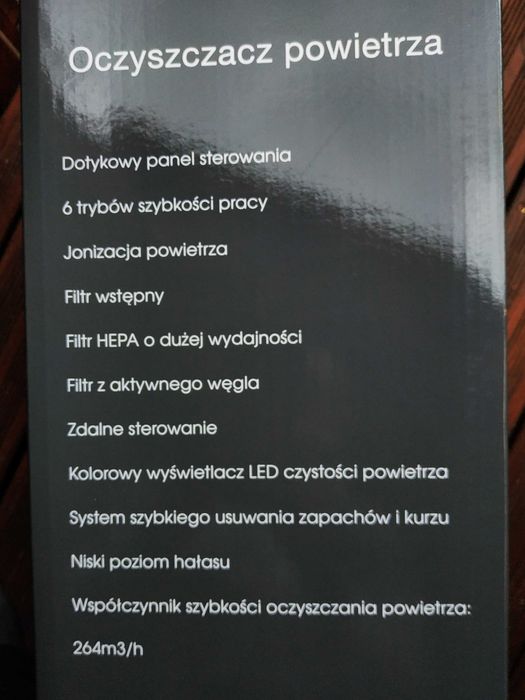 Oczyszczacz powietrza
Dotykowy panel sterowania
6 trybów szybkości pracy
Jonizacja powietrza
Filtr wstępny
Filtr HEPA o dużej wydajności
Filtr z aktywnego węgla
Zdalne sterowanie
Kolorowy wyświetlacz LED czystości powietrza
System szybkiego usuwania zapachów i kurzu
Niski poziom hałasu
Współczynnik szybkości oczyszczania powietrza:
264m3/h